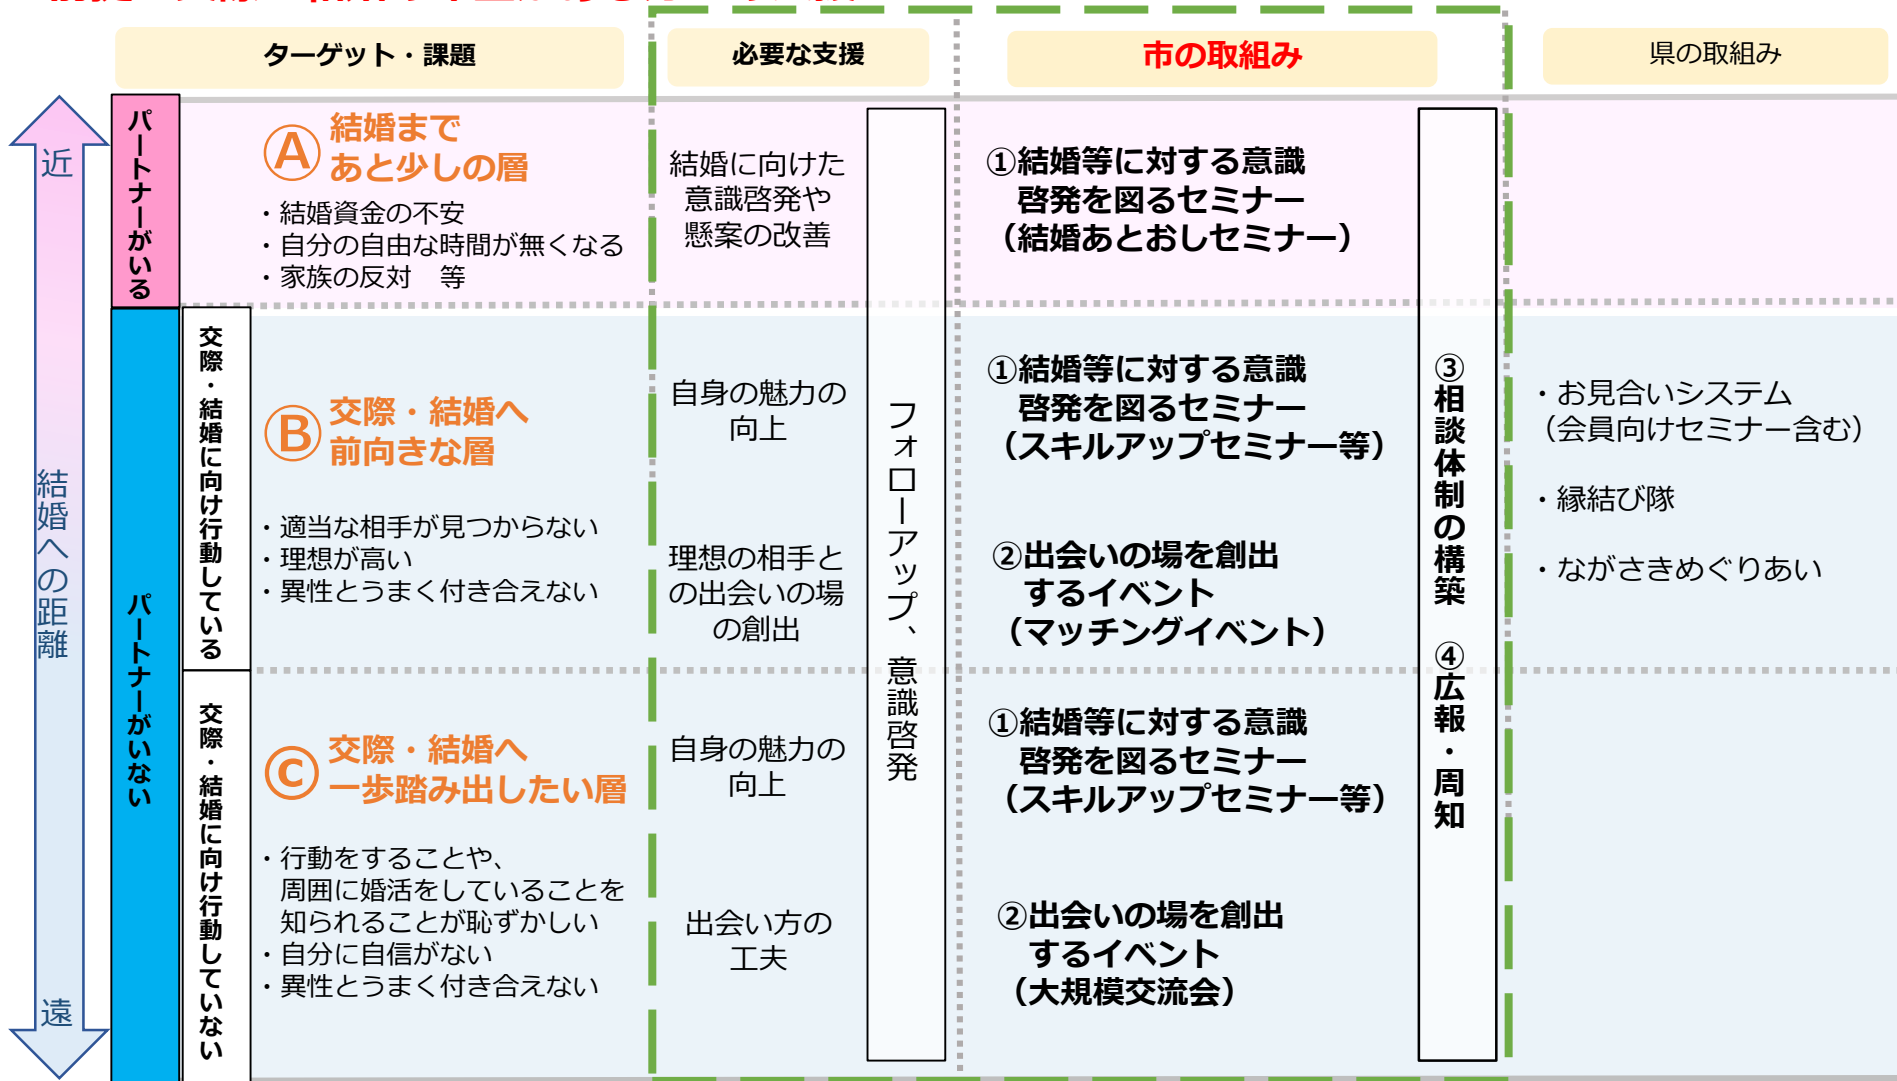 ターゲット・課題
必要な支援
市の取組み
県の取組み
近
結婚への距離
遠
パートナーがいる
パートナーがいない
交際・結婚に向け行動している
交際・結婚に向け行動していない
Ⓐ結婚まで
あと少しの層
・結婚資金の不安
・自分の自由な時間が無くなる
・家族の反対　等
結婚に向けた
意識啓発や
懸案の改善
①結婚等に対する意識
啓発を図るセミナー
（結婚あとおしセミナー）
Ⓑ交際・結婚へ
前向きな層
・適当な相手が見つからない
・理想が高い
・異性とうまく付き合えない
自身の魅力の
向上
理想の相手と
の出会いの場
の創出
①結婚等に対する意識
啓発を図るセミナー
（スキルアップセミナー等）
②出会いの場を創出
するイベント
（マッチングイベント）
Ⓒ交際・結婚へ
一歩踏み出したい層
・行動をすることや、
周囲に婚活をしていることを
知られることが恥ずかしい
・自分に自信がない
・異性とうまく付き合えない
自身の魅力の
向上
出会い方の
工夫
①結婚等に対する意識
啓発を図るセミナー
（スキルアップセミナー等）
②出会いの場を創出
するイベント
（大規模交流会）
フォローアップ、意識啓発
③相談体制の構築　④広報・周知
・お見合いシステム
（会員向けセミナー含む）
・縁結び隊
・ながさきめぐりあい